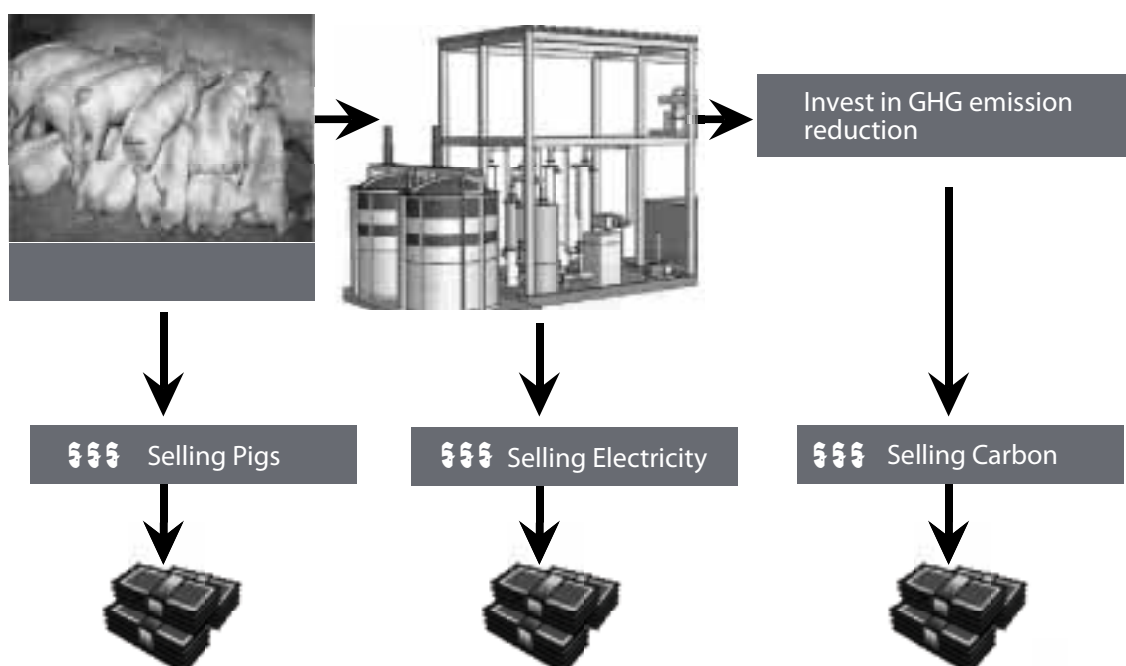 Invest in GHG emission
reduction
$$$ Selling Pigs
$$$ Selling Electricity
$$$ Selling Carbon